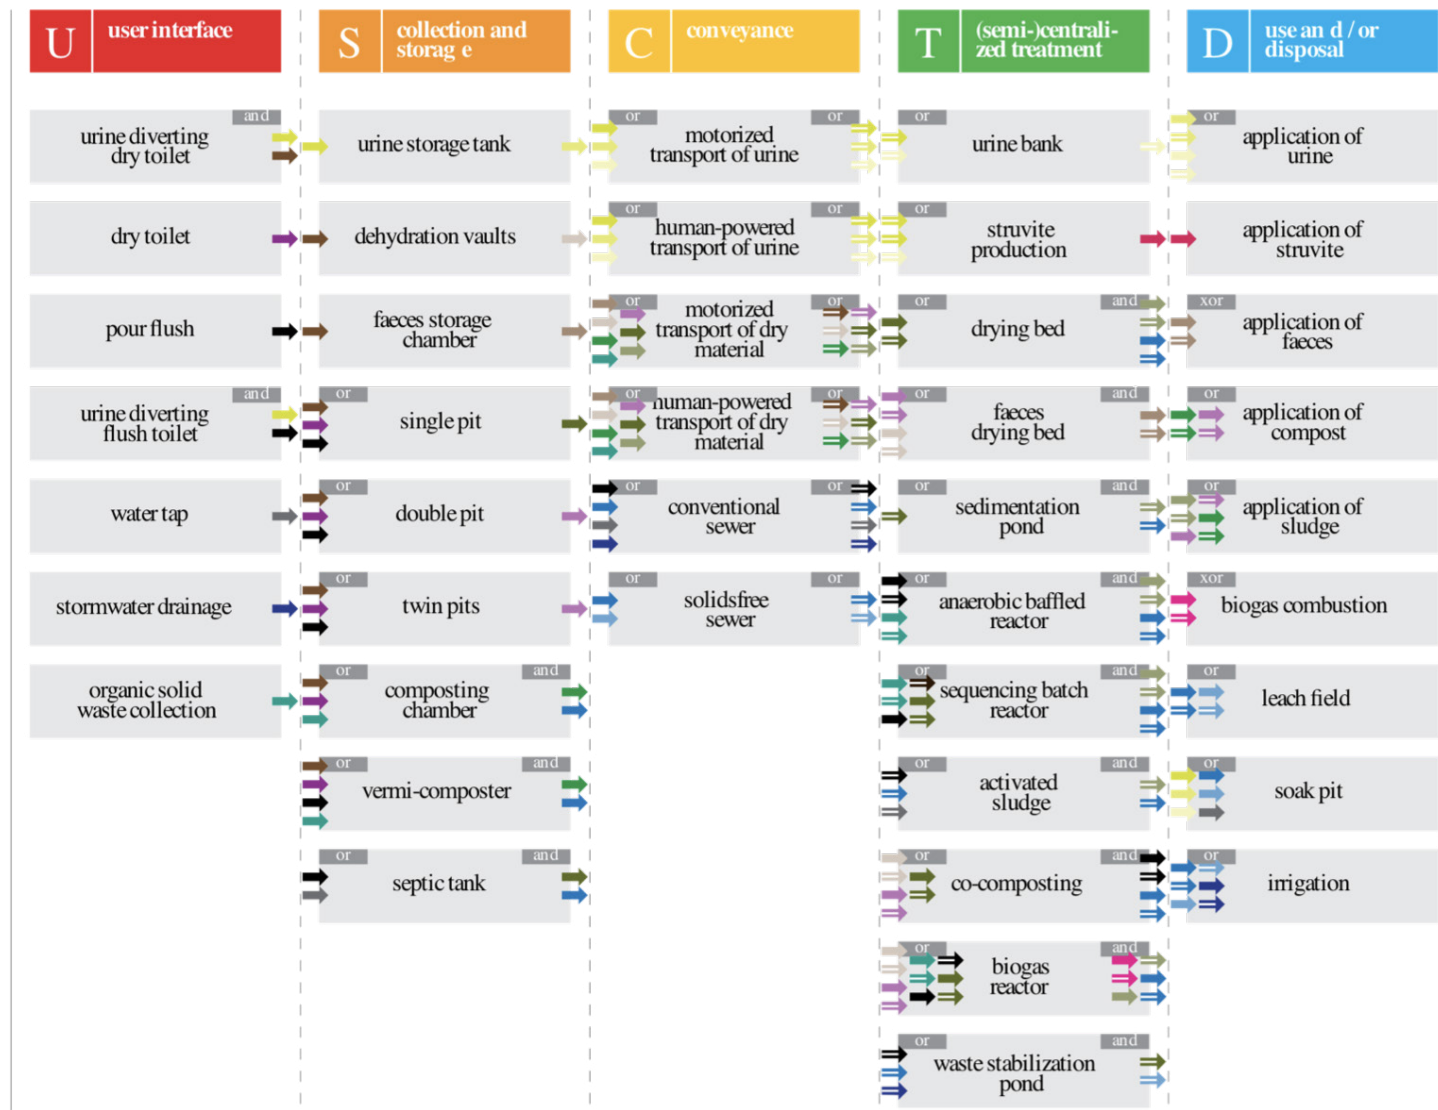 U user interface
S collection and
storag e
C conveyance
T (semi-)centrali-
zed treatment
D use an d / or
disposal
and
urine diverting
dry toilet
dry toilet
pour flush
and
urine diverting
flush toilet
water tap
stormwater drainage
organic solid
waste collection
urine storage tank
dehydration vaults
faeces storage
chamber
or
single pit
or
double pit
or
twin pits
or and
composting
chamber
or and
vermi-composter
or and
septic tank
or or
motorized
transport of urine
or or
human-powered
transport of urine
or or
motorized
transport of dry
material
or or
human-powered
transport of dry
material
or or
conventional
sewer
or or
solidsfree
sewer
or
urine bank
or
struvite
production
or and
drying bed
or and
faeces
drying bed
or and
sedimentation
pond
or and
anaerobic baffled
reactor
or and
sequencing batch
reactor
or and
activated
sludge
or and
co-composting
or and
biogas
reactor
or and
waste stabilization
pond
or
application of
urine
application of
struvite
xor
application of
faeces
or
application of
compost
or
application of
sludge
xor
biogas combustion
or
leach field
or
soak pit
or
irrigation